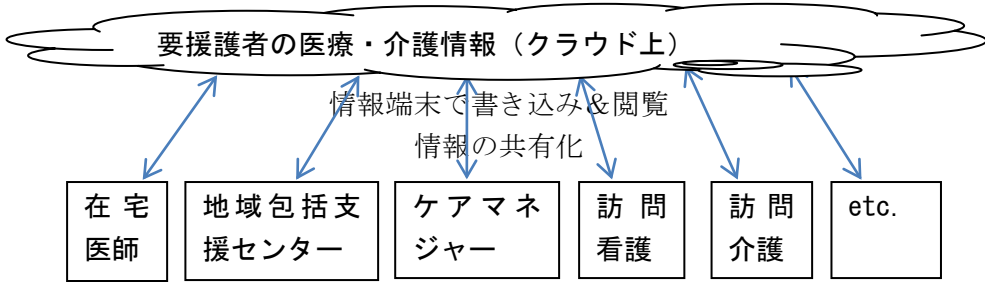 要援護者の医療・介護情報（クラウド上）
情報端末で書き込み＆閲覧
情報の共有化
在宅
医師
地域包括支
援センター
ケアマネ
ジャー
訪問
看護
訪問
介護
etc.